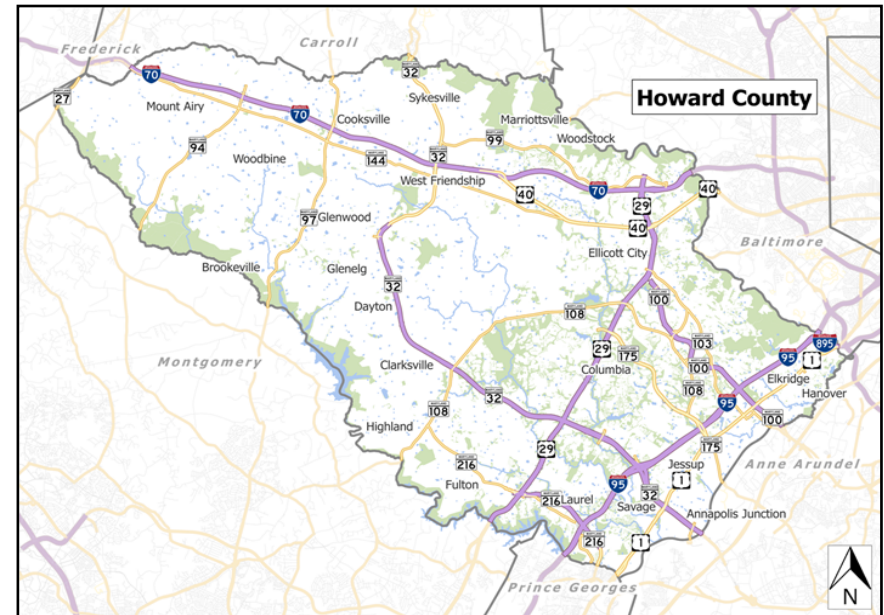 Frederick
Carroll
Howard County
70
32
27
Mount Airy
70
Sykesville
Cooksville
Marriottsville
94
99
Woodstock
Woodbine
144
32
West Friendship
40
70
40
29
97
Glenwood
40
Baltimore
Ellicott City
Brookeville
Glenelg
32
100
Dayton
108
103
895
29
175
95
1
Montgomery
Clarksville
Columbia
100
Elkridge
108
Hanover
32
95
108
100
Highland
29
175
216
Jessup
Anne Arundel
Fulton
95
1
216
Laurel
32
Savage
Annapolis Junction
216
1
Prince Georges
N